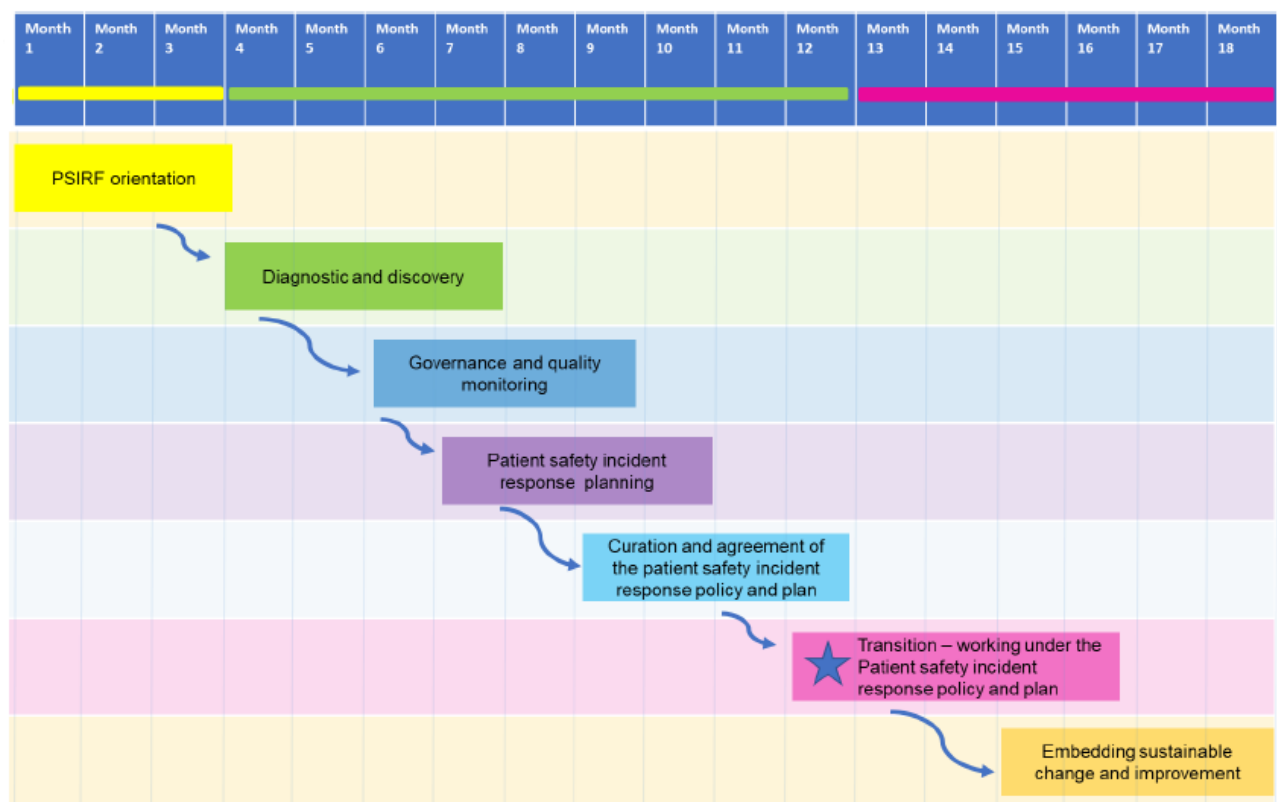 Month Month Month Month Month Month Month Month Month Month Month Month Month Month Month Month Month Month
1 2 3 4 5 6 7 8 9 10 11 12 13 14 15 16 17 18
PSIRF orientation
Diagnostic and discovery
Governance and quality
monitoring
Patient safety incident
response planning
Curation and agreement of
the patient safety incident
response policy and plan
Transition – working under the
Patient safety incident
response policy and plan
Embedding sustainable
change and improvement